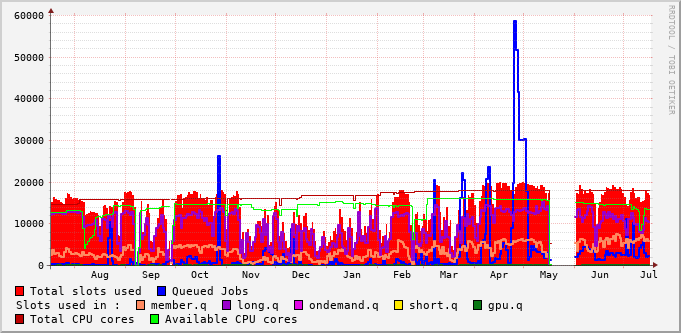 60000
50000
40000
30000
20000
10000
0
Aug Sep Oct Nov Dec Jan Feb Mar Apr May Jun Jul
RRDTOOL / TOBI OETIKER
Total slots used Queued Jobs
Slots used in : member.q long.q ondemand.q short.q gpu.q
Total CPU cores Available CPU cores